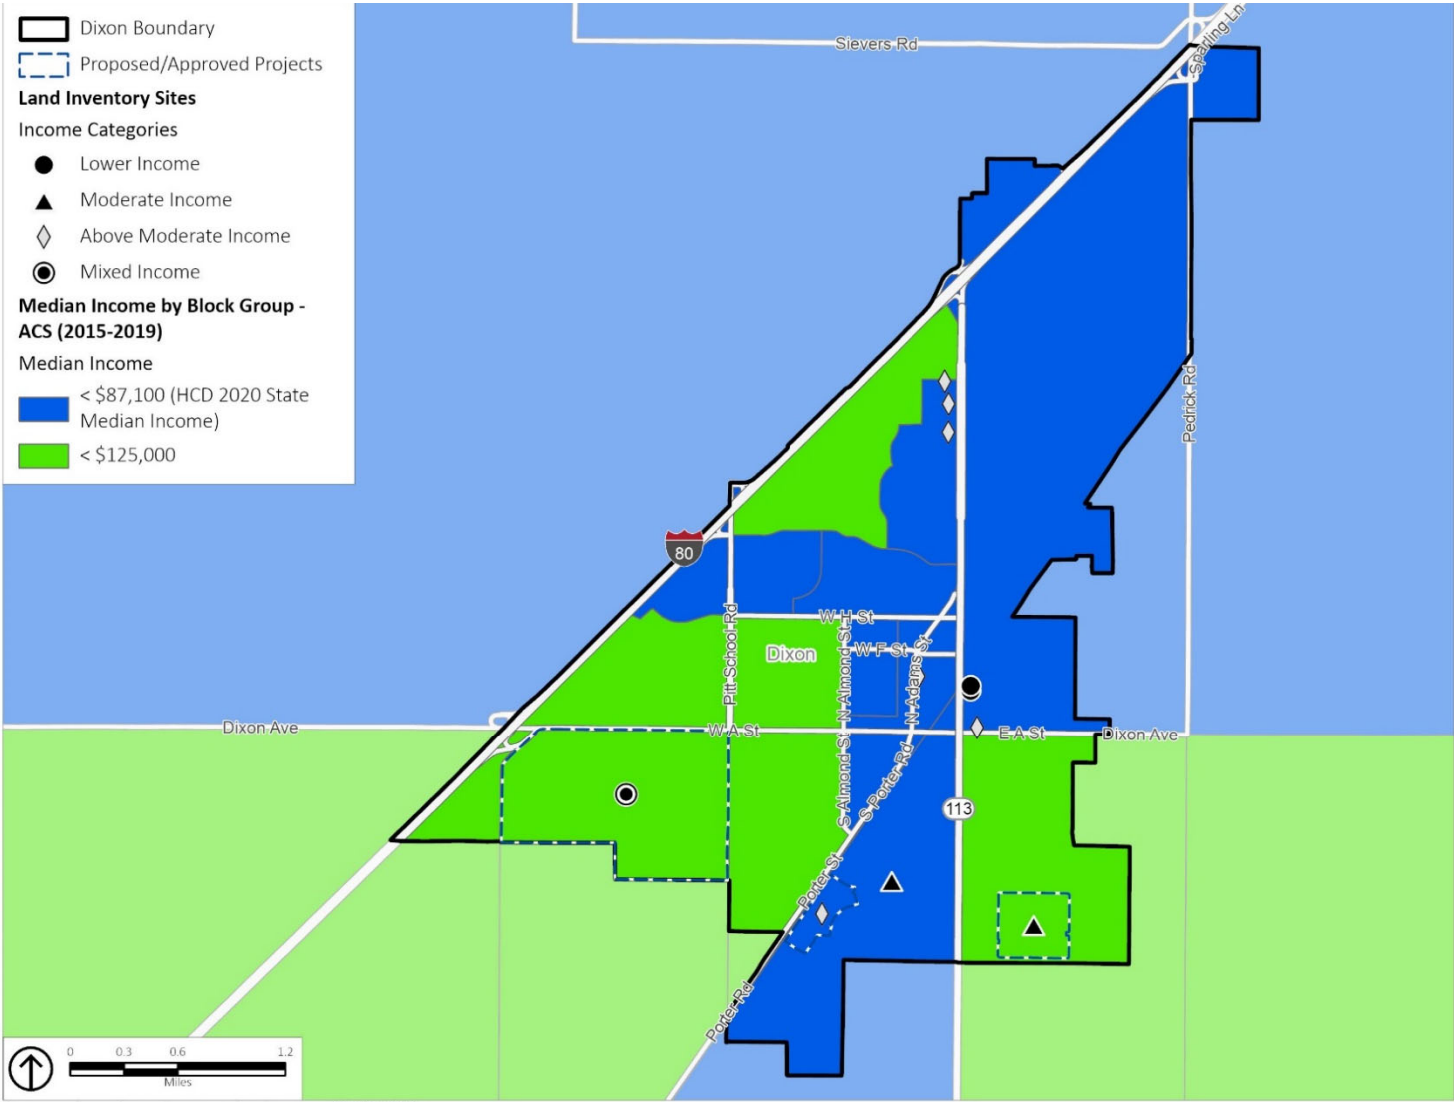 Dixon Boundary
Proposed/Approved Projects
Land Inventory Sites
Income Categories
Lower Income
Moderate Income
Above Moderate Income
Mixed Income
Median Income by Block Group -
ACS (2015-2019)
Median Income
< $87,100 (HCD 2020 State
Median Income)
< $125,000
Sievers Rd
Sparling Ln
Pedrick Rd
80
Pitt School Rd
W H St
Dixon
N Almond St
W F St
N Adams St
Dixon Ave
W A St
E A St
Dixon Ave
S Almond St
S Porter Rd
113
Porter St
Porter Rd
0 0.3 0.6 1.2
Miles